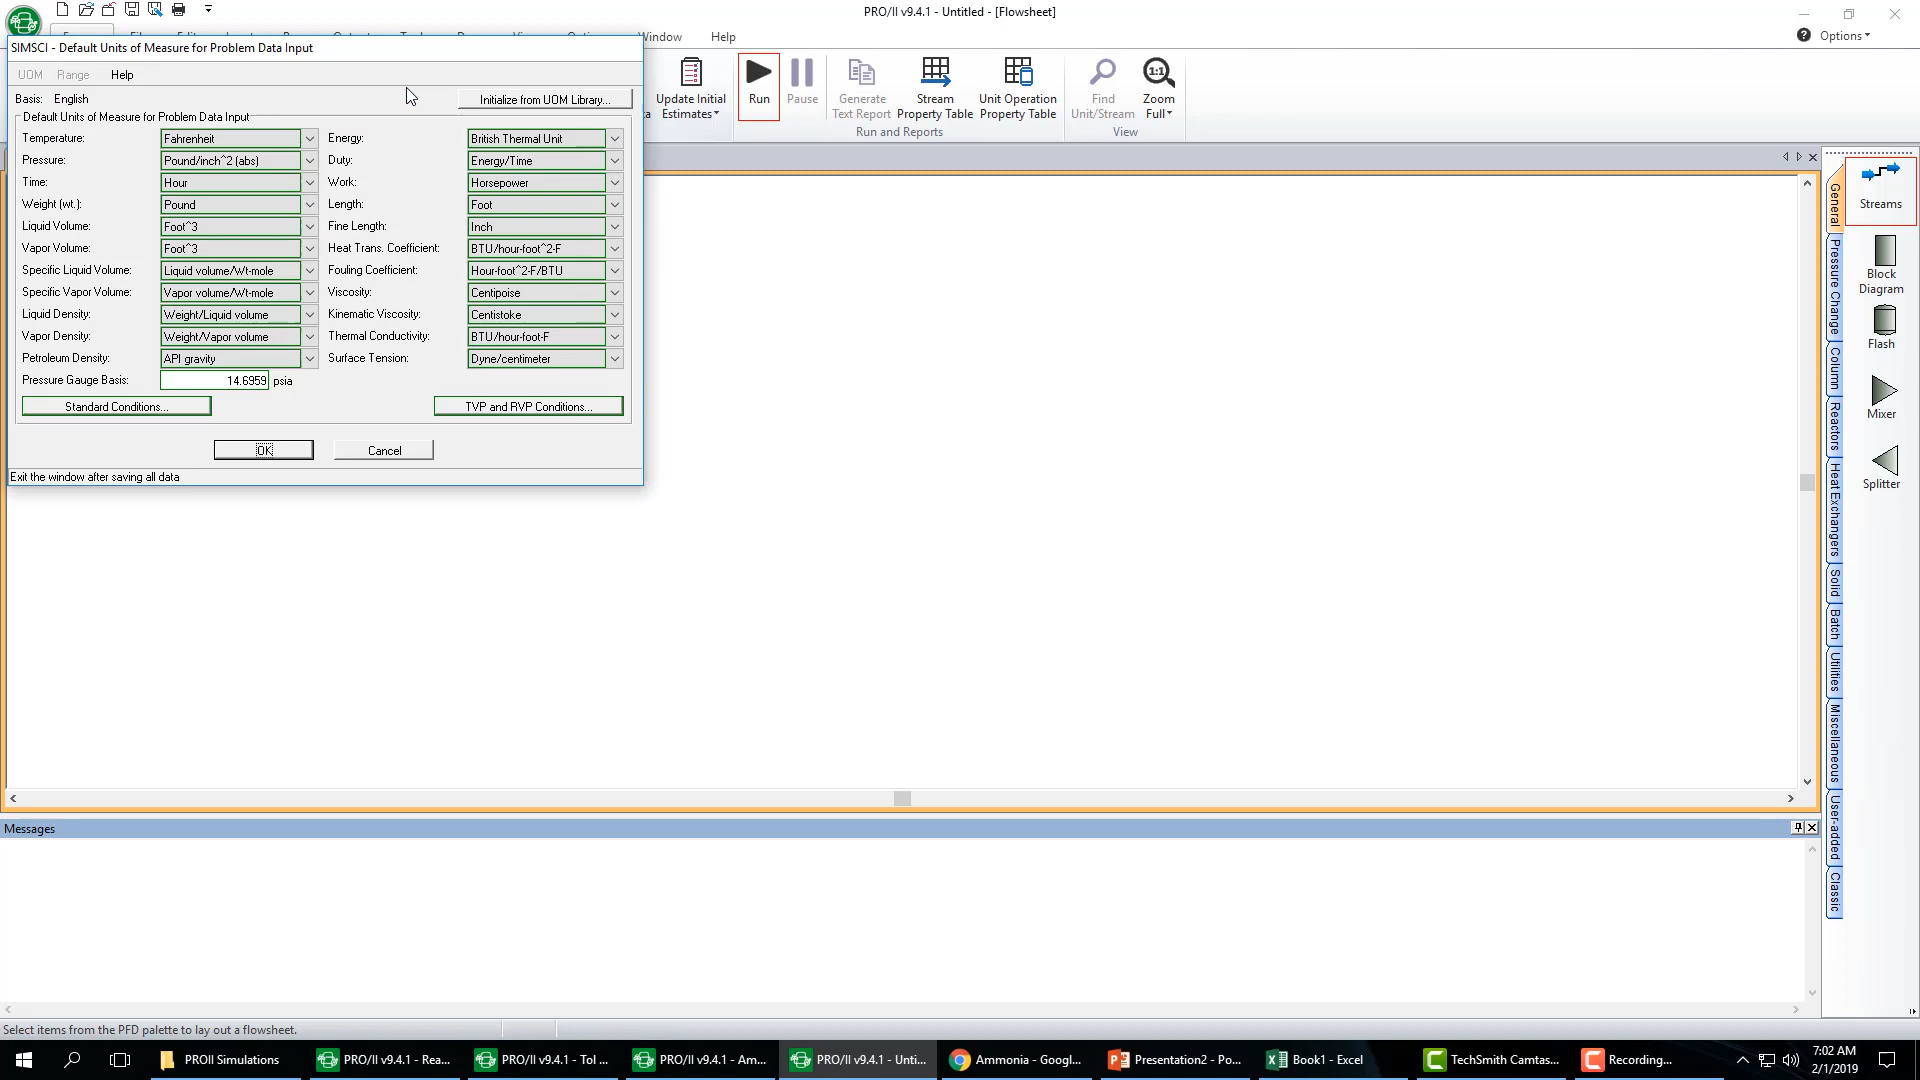 PRO/II v9.4.1 - Untitled - [Flowsheet]
Window
Help
Options
SIMSCI - Default Units of Measure for Problem Data Input
UOM
Range
Help
Basis: English
Initialize from UOM Library...
Default Units of Measure for Problem Data Input
Temperature: Fahrenheit
Energy: British Thermal Unit
Pressure: Pound/inch^2 (abs)
Duty: Energy/Time
Time: Hour
Work: Horsepower
Weight (wt.): Pound
Length: Foot
Liquid Volume: Foot^3
Fine Length: Inch
Vapor Volume: Foot^3
Heat Trans. Coefficient: BTU/hour-foot^2-F
Specific Liquid Volume: Liquid volume/Wt-mole
Fouling Coefficient: Hour-foot^2-F/BTU
Specific Vapor Volume: Vapor volume/Wt-mole
Viscosity: Centipoise
Liquid Density: Weight/Liquid volume
Kinematic Viscosity: Centistoke
Vapor Density: Weight/Vapor volume
Thermal Conductivity: BTU/hour-foot-F
Petroleum Density: API gravity
Surface Tension: Dyne/centimeter
Pressure Gauge Basis: 14.6959 psia
Standard Conditions...
TVP and RVP Conditions...
OK
Cancel
Exit the window after saving all data
Update Initial
Estimates
Run
Pause
Generate
Text Report
Stream
Property Table
Unit Operation
Property Table
Run and Reports
Find
Unit/Stream
1:1
Zoom
Full
View
General
Pressure Change
Column
Reactors
Heat Exchangers
Solid
Batch
Utilities
Miscellaneous
User-added
Classic
Streams
Block
Diagram
Flash
Mixer
Splitter
Messages
Select items from the PFD palette to lay out a flowsheet.
PROII Simulations
PRO/II v9.4.1 - Rea...
PRO/II v9.4.1 - Tol ...
PRO/II v9.4.1 - Am...
PRO/II v9.4.1 - Unti...
Ammonia - Googl...
Presentation2 - Po...
Book1 - Excel
TechSmith Camtas...
Recording...
7:02 AM
2/1/2019